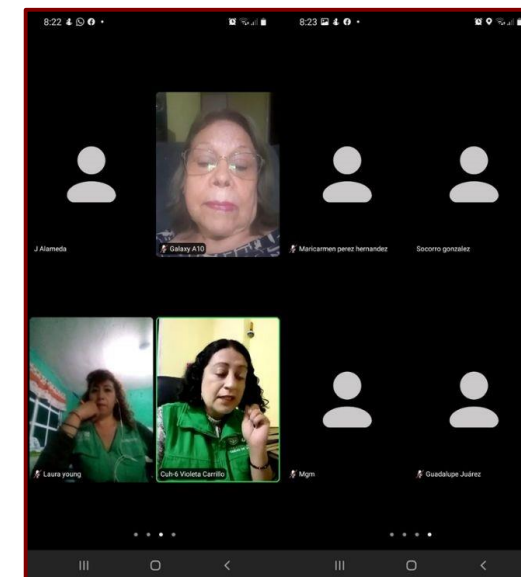 8:22
J Alameda
Galaxy A10
Laura young
Cuh-6 Violeta Carrillo
8:23
Maricarmen perez hernandez
Socorro gonzalez
Mgm
Guadalupe Juárez